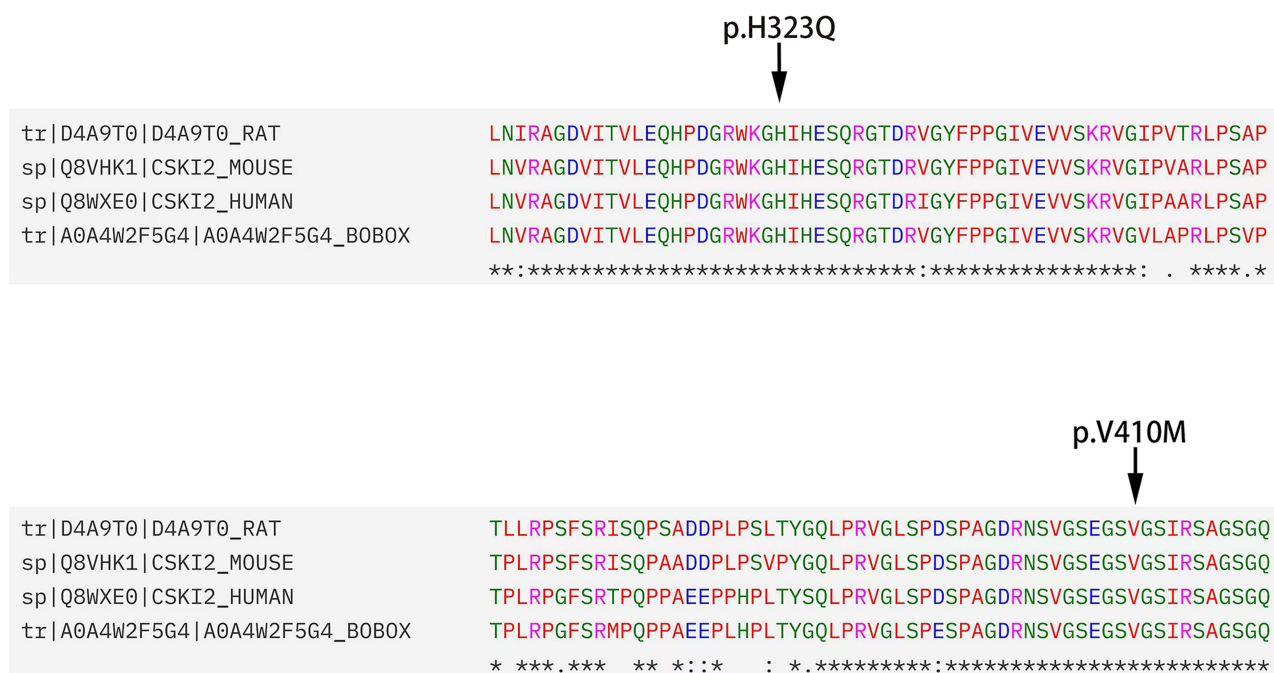 p.H323Q
tr|D4A9T0|D4A9T0_RAT LNIRAGDVITVLEQHPDGRWKGHIHESQRGTDRVGYFPPGIVEVVSKRVGIPVTRLPSAP
sp|Q8VHK1|CSKI2_MOUSE LNVRAGDVITVLEQHPDGRWKGHIHESQRGTDRVGYFPPGIVEVVSKRVGIPVARLPSAP
sp|Q8WXE0|CSKI2_HUMAN LNVRAGDVITVLEQHPDGRWKGHIHESQRGTDRIGYFPPGIVEVVSKRVGIPAARLPSAP
tr|A0A4W2F5G4|A0A4W2F5G4_BOBOX LNVRAGDVITVLEQHPDGRWKGHIHESQRGTDRVGYFPPGIVEVVSKRVGVLAPRLPSVP
**:******************************:****************: . ****.*
p.V410M
tr|D4A9T0|D4A9T0_RAT TLLRPSFSRISQPSADDPLPSLTYGQLPRVGLSPDSPAGDRNSVGSEGSVGSIRSAGSGQ
sp|Q8VHK1|CSKI2_MOUSE TPLRPSFSRISQPAADDPLPSVPYGQLPRVGLSPDSPAGDRNSVGSEGSVGSIRSAGSGQ
sp|Q8WXE0|CSKI2_HUMAN TPLRPGFSRTPQPPAEEPPHPLTYSQLPRVGLSPDSPAGDRNSVGSEGSVGSIRSAGSGQ
tr|A0A4W2F5G4|A0A4W2F5G4_BOBOX TPLRPGFSRMPQPPAEEPLHPLTYGQLPRVGLSPESPAGDRNSVGSEGSVGSIRSAGSGQ
* ***.***  ** *::*   : *.*********:*************************